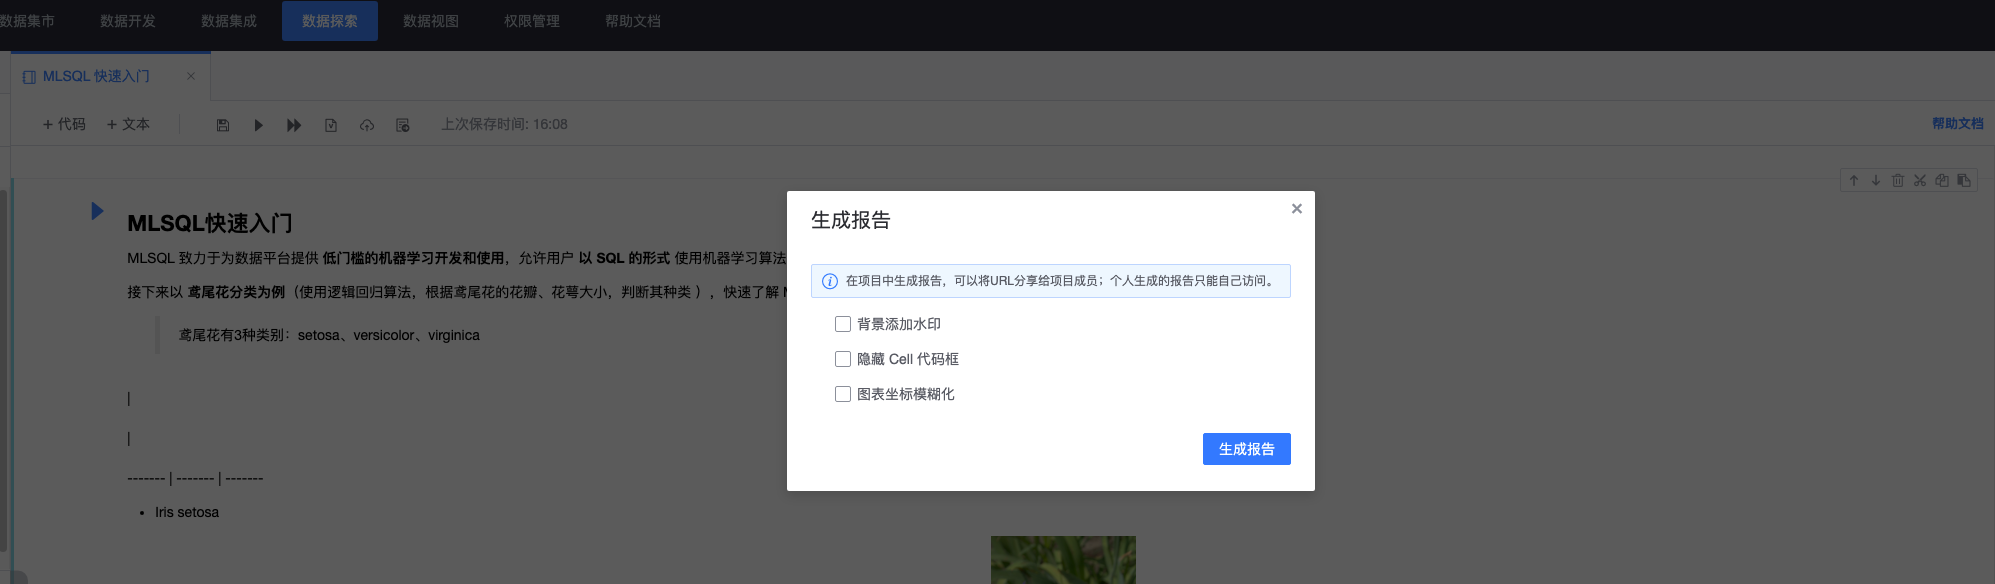 数据集市 数据开发 数据集成 数据探索 数据视图 权限管理 帮助文档
MLSQL 快速入门
+ 代码 + 文本 上次保存时间: 16:08 帮助文档
MLSQL快速入门
MLSQL 致力于为数据平台提供 低门槛的机器学习开发和使用，允许用户 以 SQL 的形式 使用机器学习算法
接下来以 鸢尾花分类为例（使用逻辑回归算法，根据鸢尾花的花瓣、花萼大小，判断其种类 ），快速了解 M
鸢尾花有3种类别：setosa、versicolor、virginica
|
|
------- | ------- | -------
• Iris setosa
生成报告
在项目中生成报告，可以将URL分享给项目成员；个人生成的报告只能自己访问。
背景添加水印
隐藏 Cell 代码框
图表坐标模糊化
生成报告